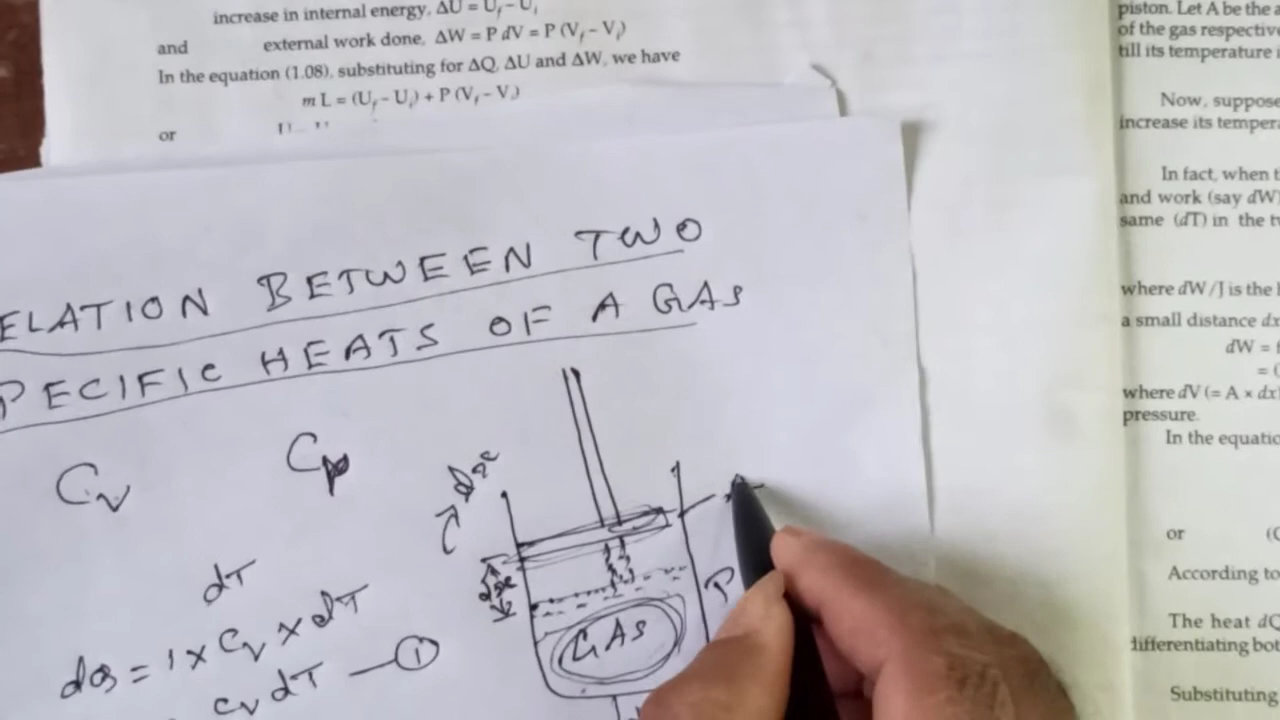 increase in internal energy, ΔU = U_f − U_i
and external work done, ΔW = P dV = P (V_f − V_i)
In the equation (1.08), substituting for ΔQ, ΔU and ΔW, we have
m L = (U_f − U_i) + P (V_f − V_i)
or
ELATION BETWEEN TWO
PECIFIC HEATS OF A GAS
C_v C_p
dx
dx
GAS
P
dT
dQ = 1 × C_v × dT
C_v dT — ①
piston. Let A be the a
of the gas respective
till its temperature
Now, suppose
increase its tempera
In fact, when t
and work (say dW)
same (dT) in the t
where dW/J is the
a small distance dx
dW =
= (
where dV (= A × dx)
pressure.
In the equatio
or (C
According to
The heat dQ
differentiating bot
Substituting